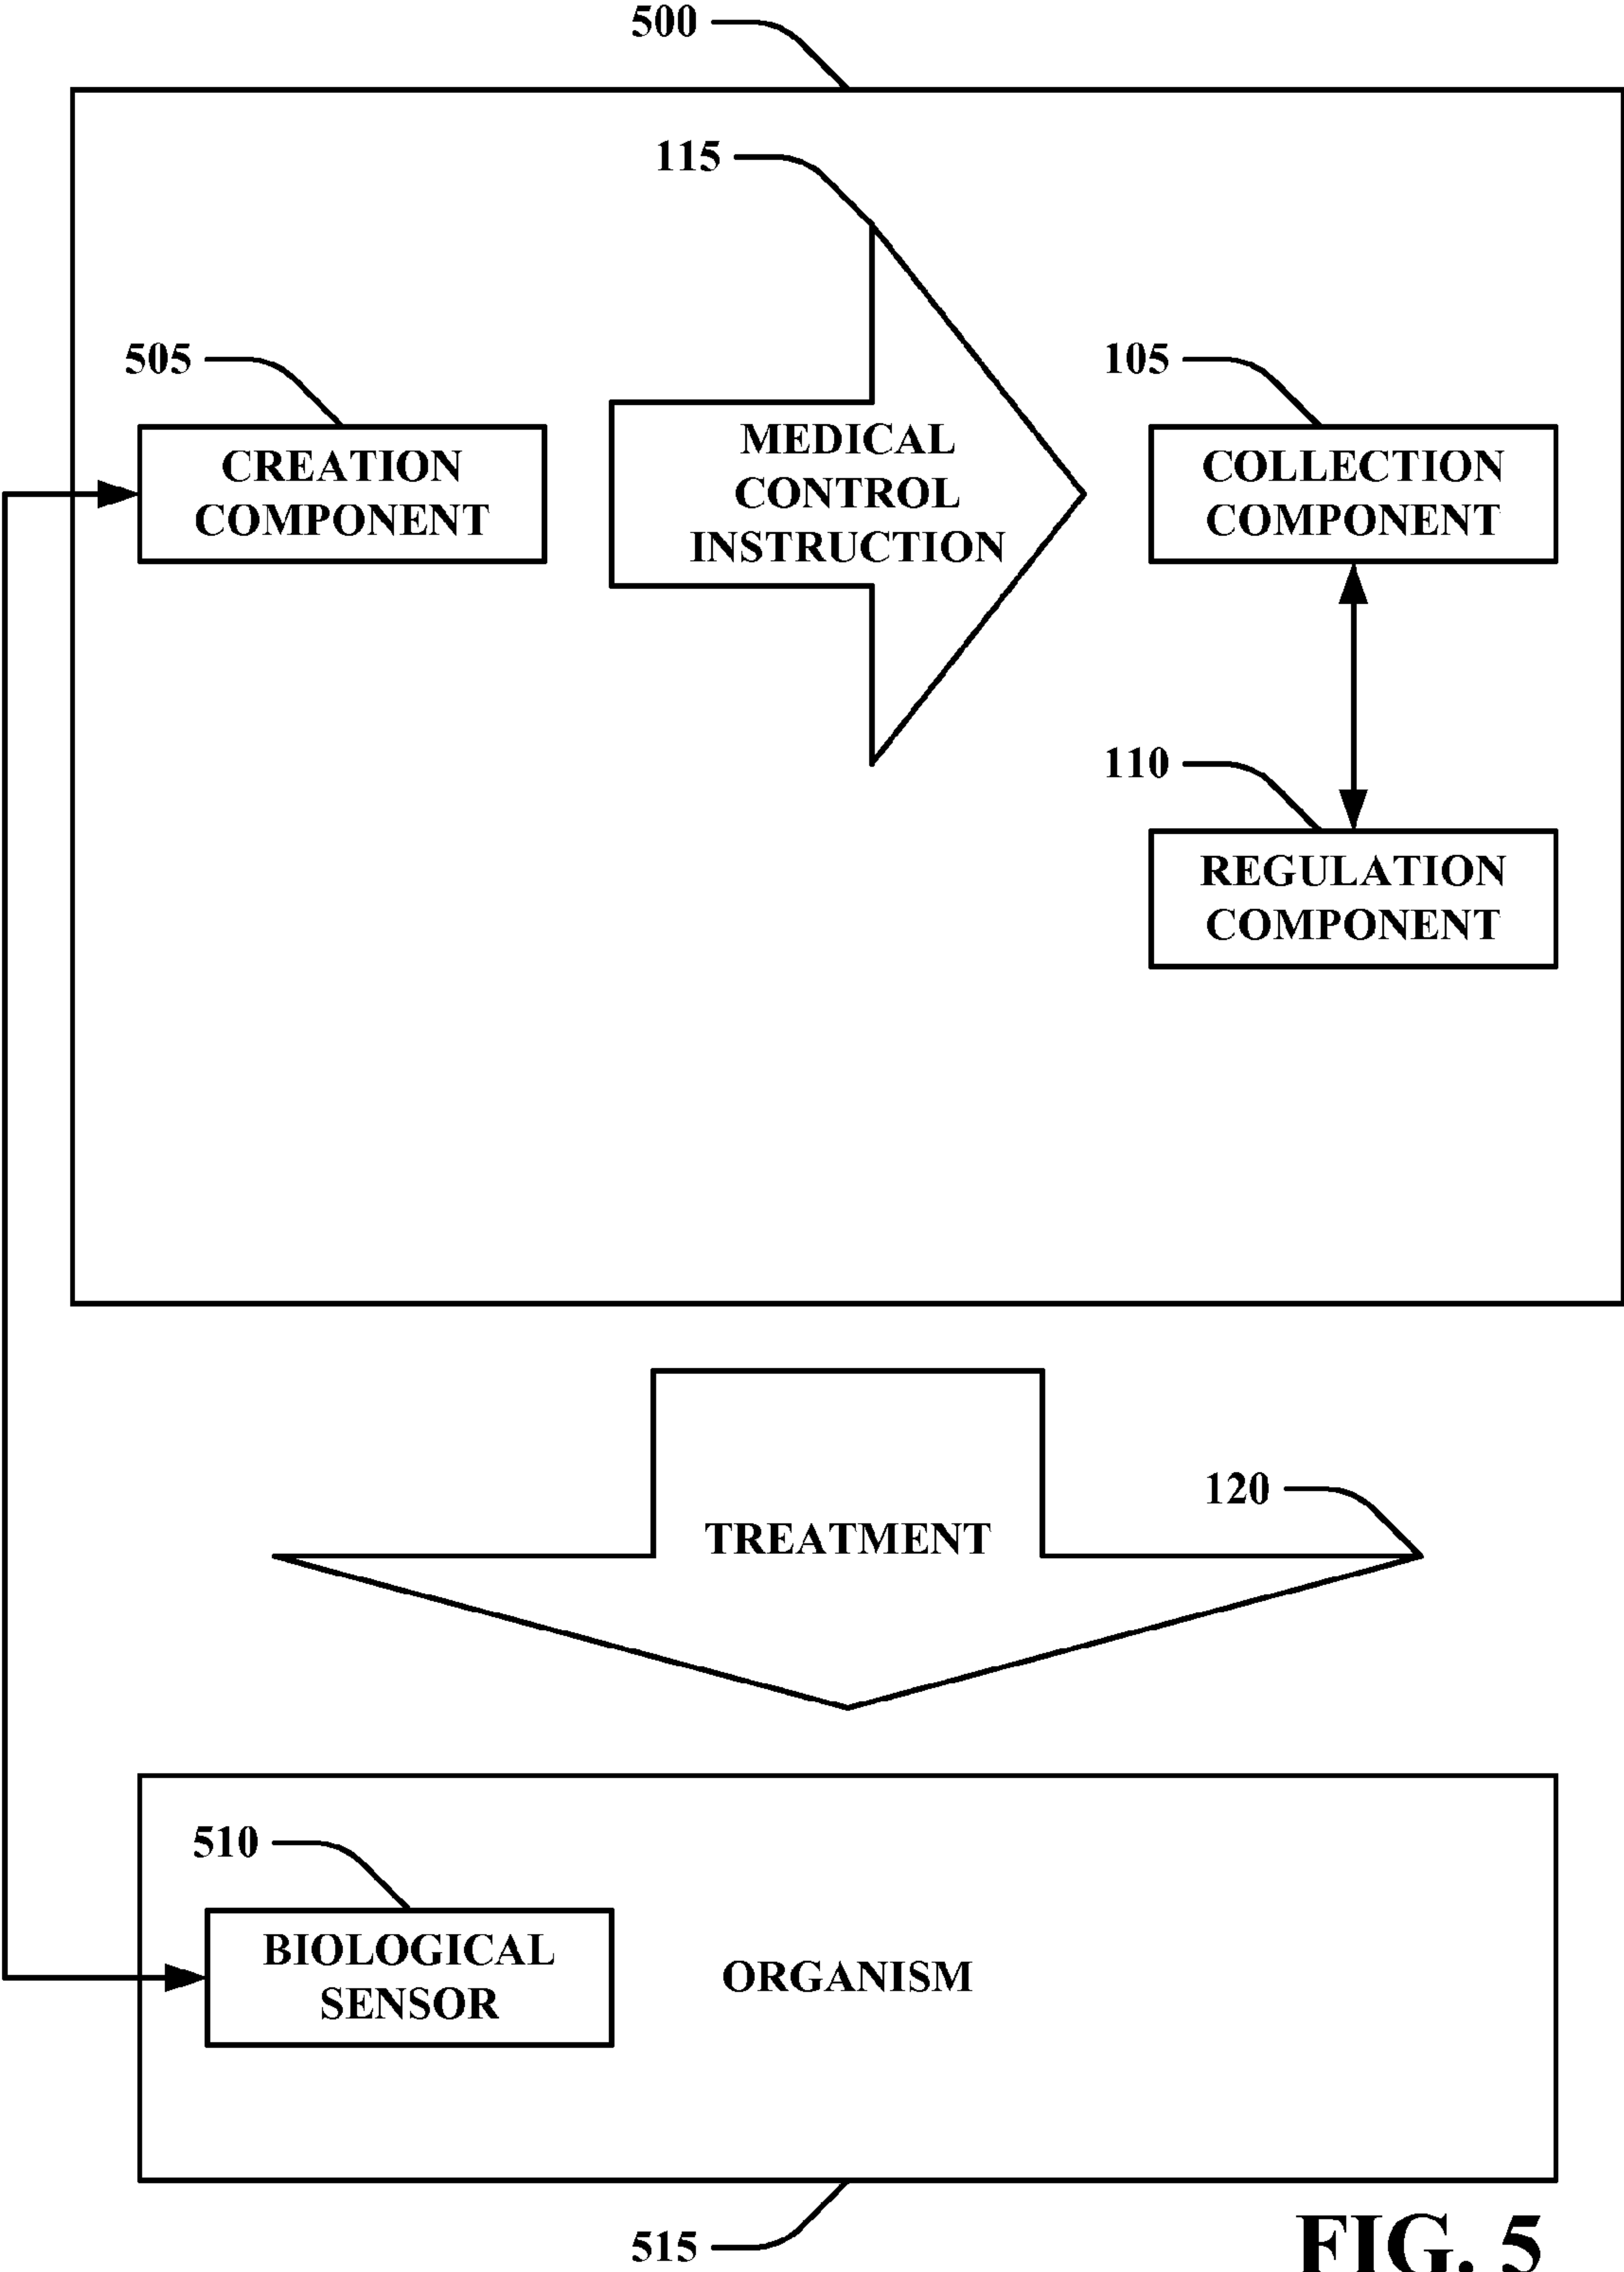 500
115
505
105
CREATION
COMPONENT
MEDICAL
CONTROL
INSTRUCTION
COLLECTION
COMPONENT
110
REGULATION
COMPONENT
120
TREATMENT
510
BIOLOGICAL
SENSOR
ORGANISM
515
FIG. 5